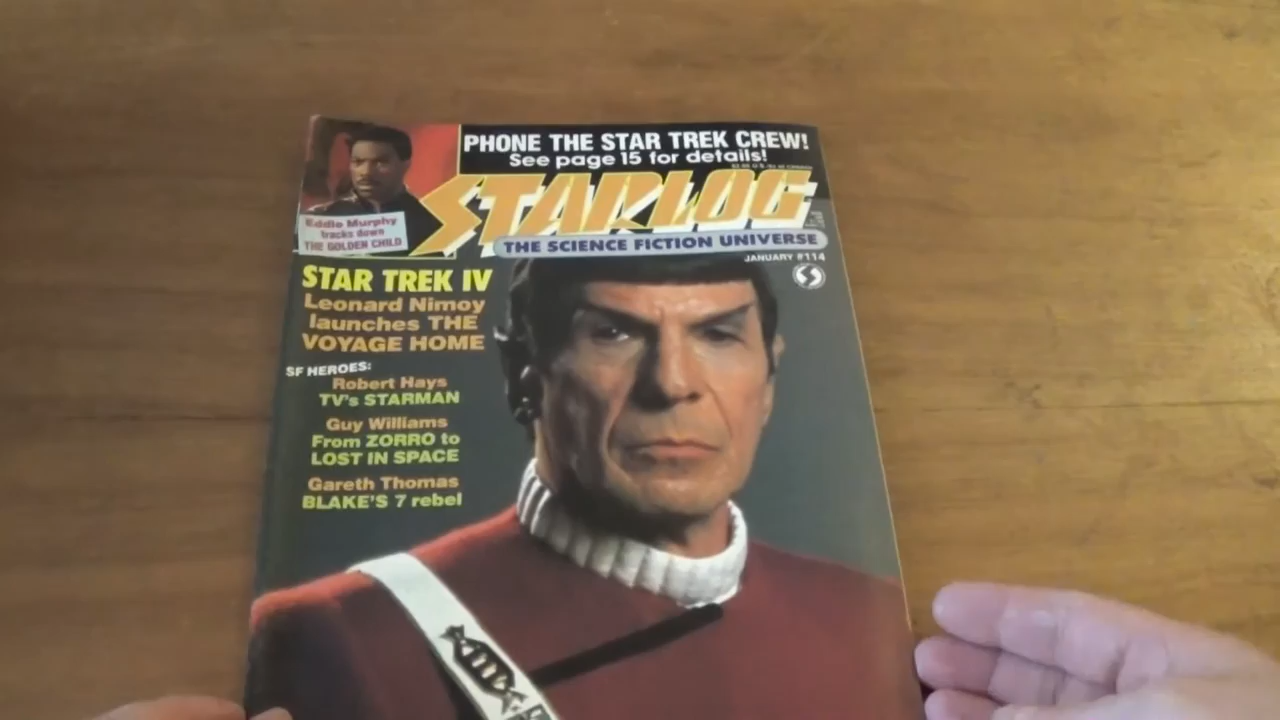 PHONE THE STAR TREK CREW!
See page 15 for details!
STARLOG
THE SCIENCE FICTION UNIVERSE
JANUARY #114
Eddie Murphy
tracks down
THE GOLDEN CHILD
STAR TREK IV
Leonard Nimoy
launches THE
VOYAGE HOME
SF HEROES:
Robert Hays
TV's STARMAN
Guy Williams
From ZORRO to
LOST IN SPACE
Gareth Thomas
BLAKE'S 7 rebel